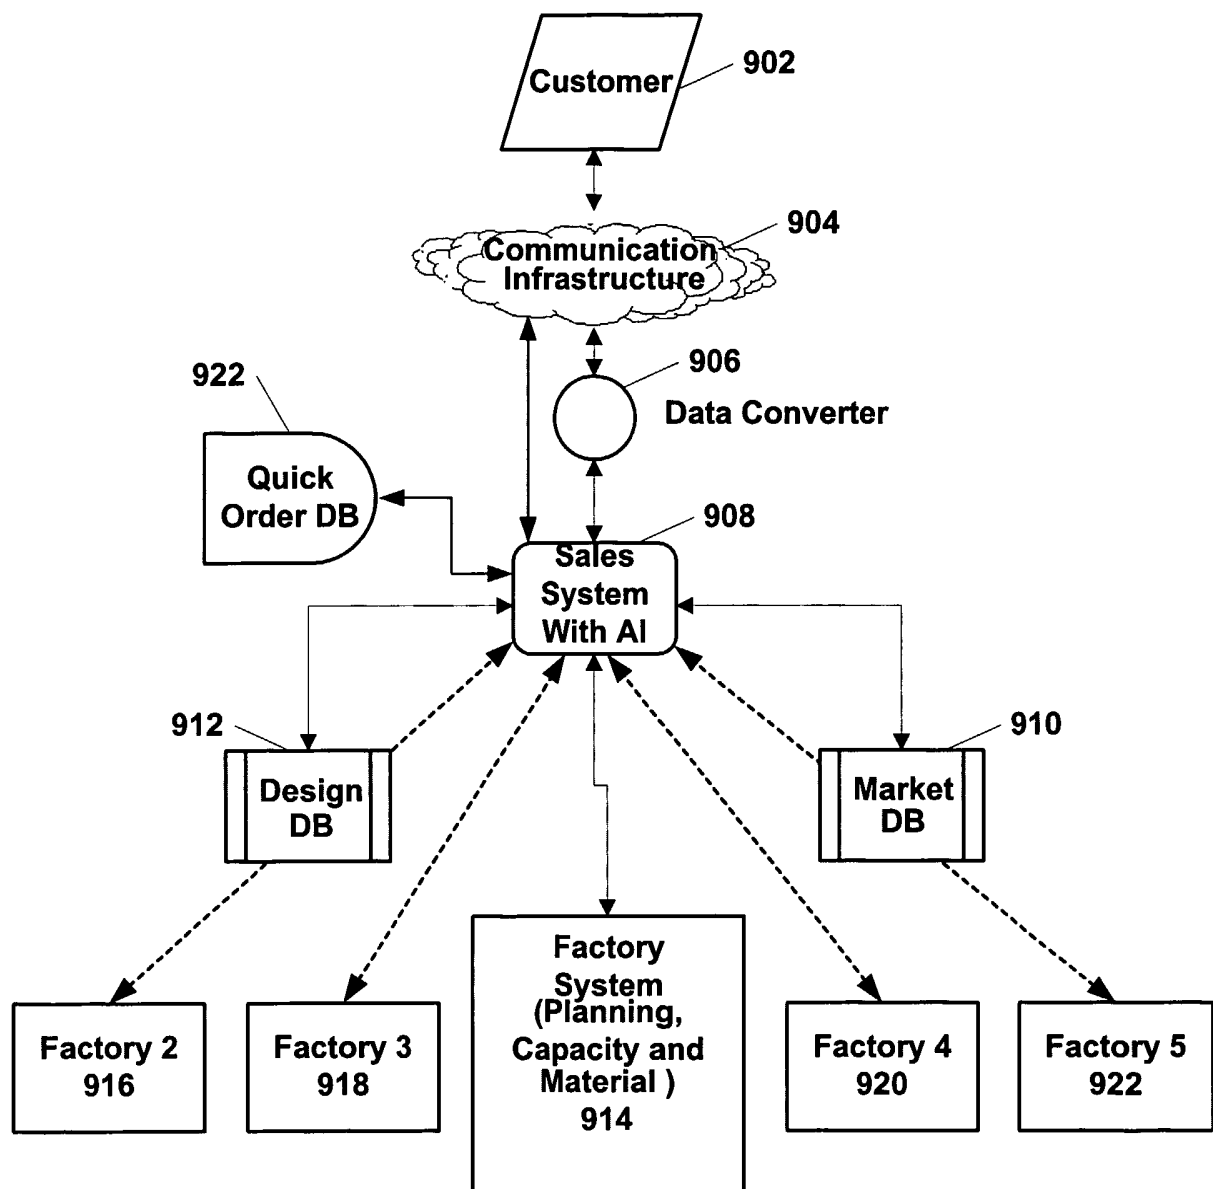 902
Customer
904
Communication
Infrastructure
906
922
Data Converter
Quick
Order DB
908
Sales
System
With AI
912
910
Design
DB
Market
DB
Factory
System
(Planning,
Capacity and
Material )
914
Factory 2
916
Factory 3
918
Factory 4
920
Factory 5
922